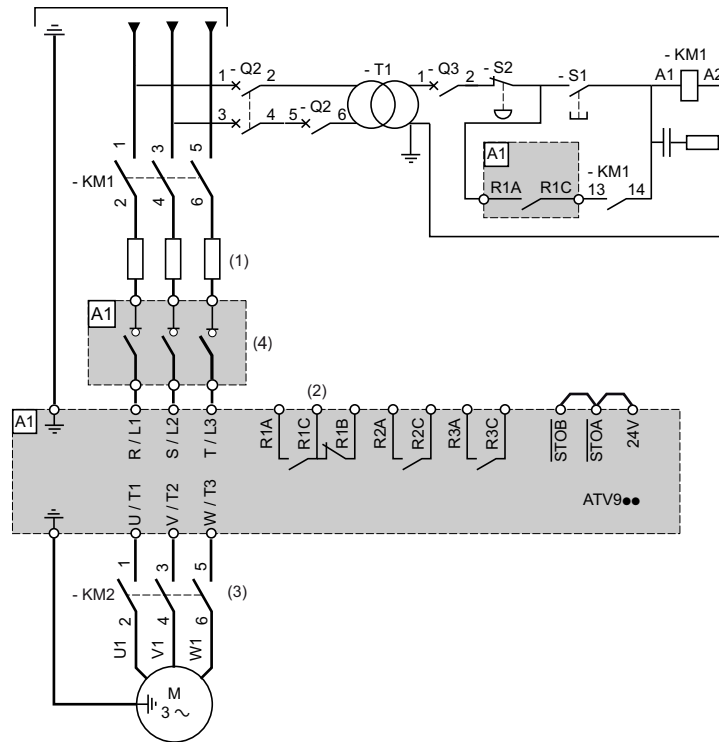 - Q2
1 2
3 4 5 - Q2 6
- T1
1 - Q3 2
- S2
- S1
- KM1
A1 A2
A1
R1A R1C
- KM1
13 14
- KM1
1 3 5
2 4 6
(1)
A1
(4)
A1
R / L1
S / L2
T / L3
(2)
R1A
R1C
R1B
R2A
R2C
R3A
R3C
STOB
STOA
24V
ATV9●●
U / T1
V / T2
W / T3
- KM2
1 3 5
(3)
2 4 6
U1
V1
W1
M
3 ~